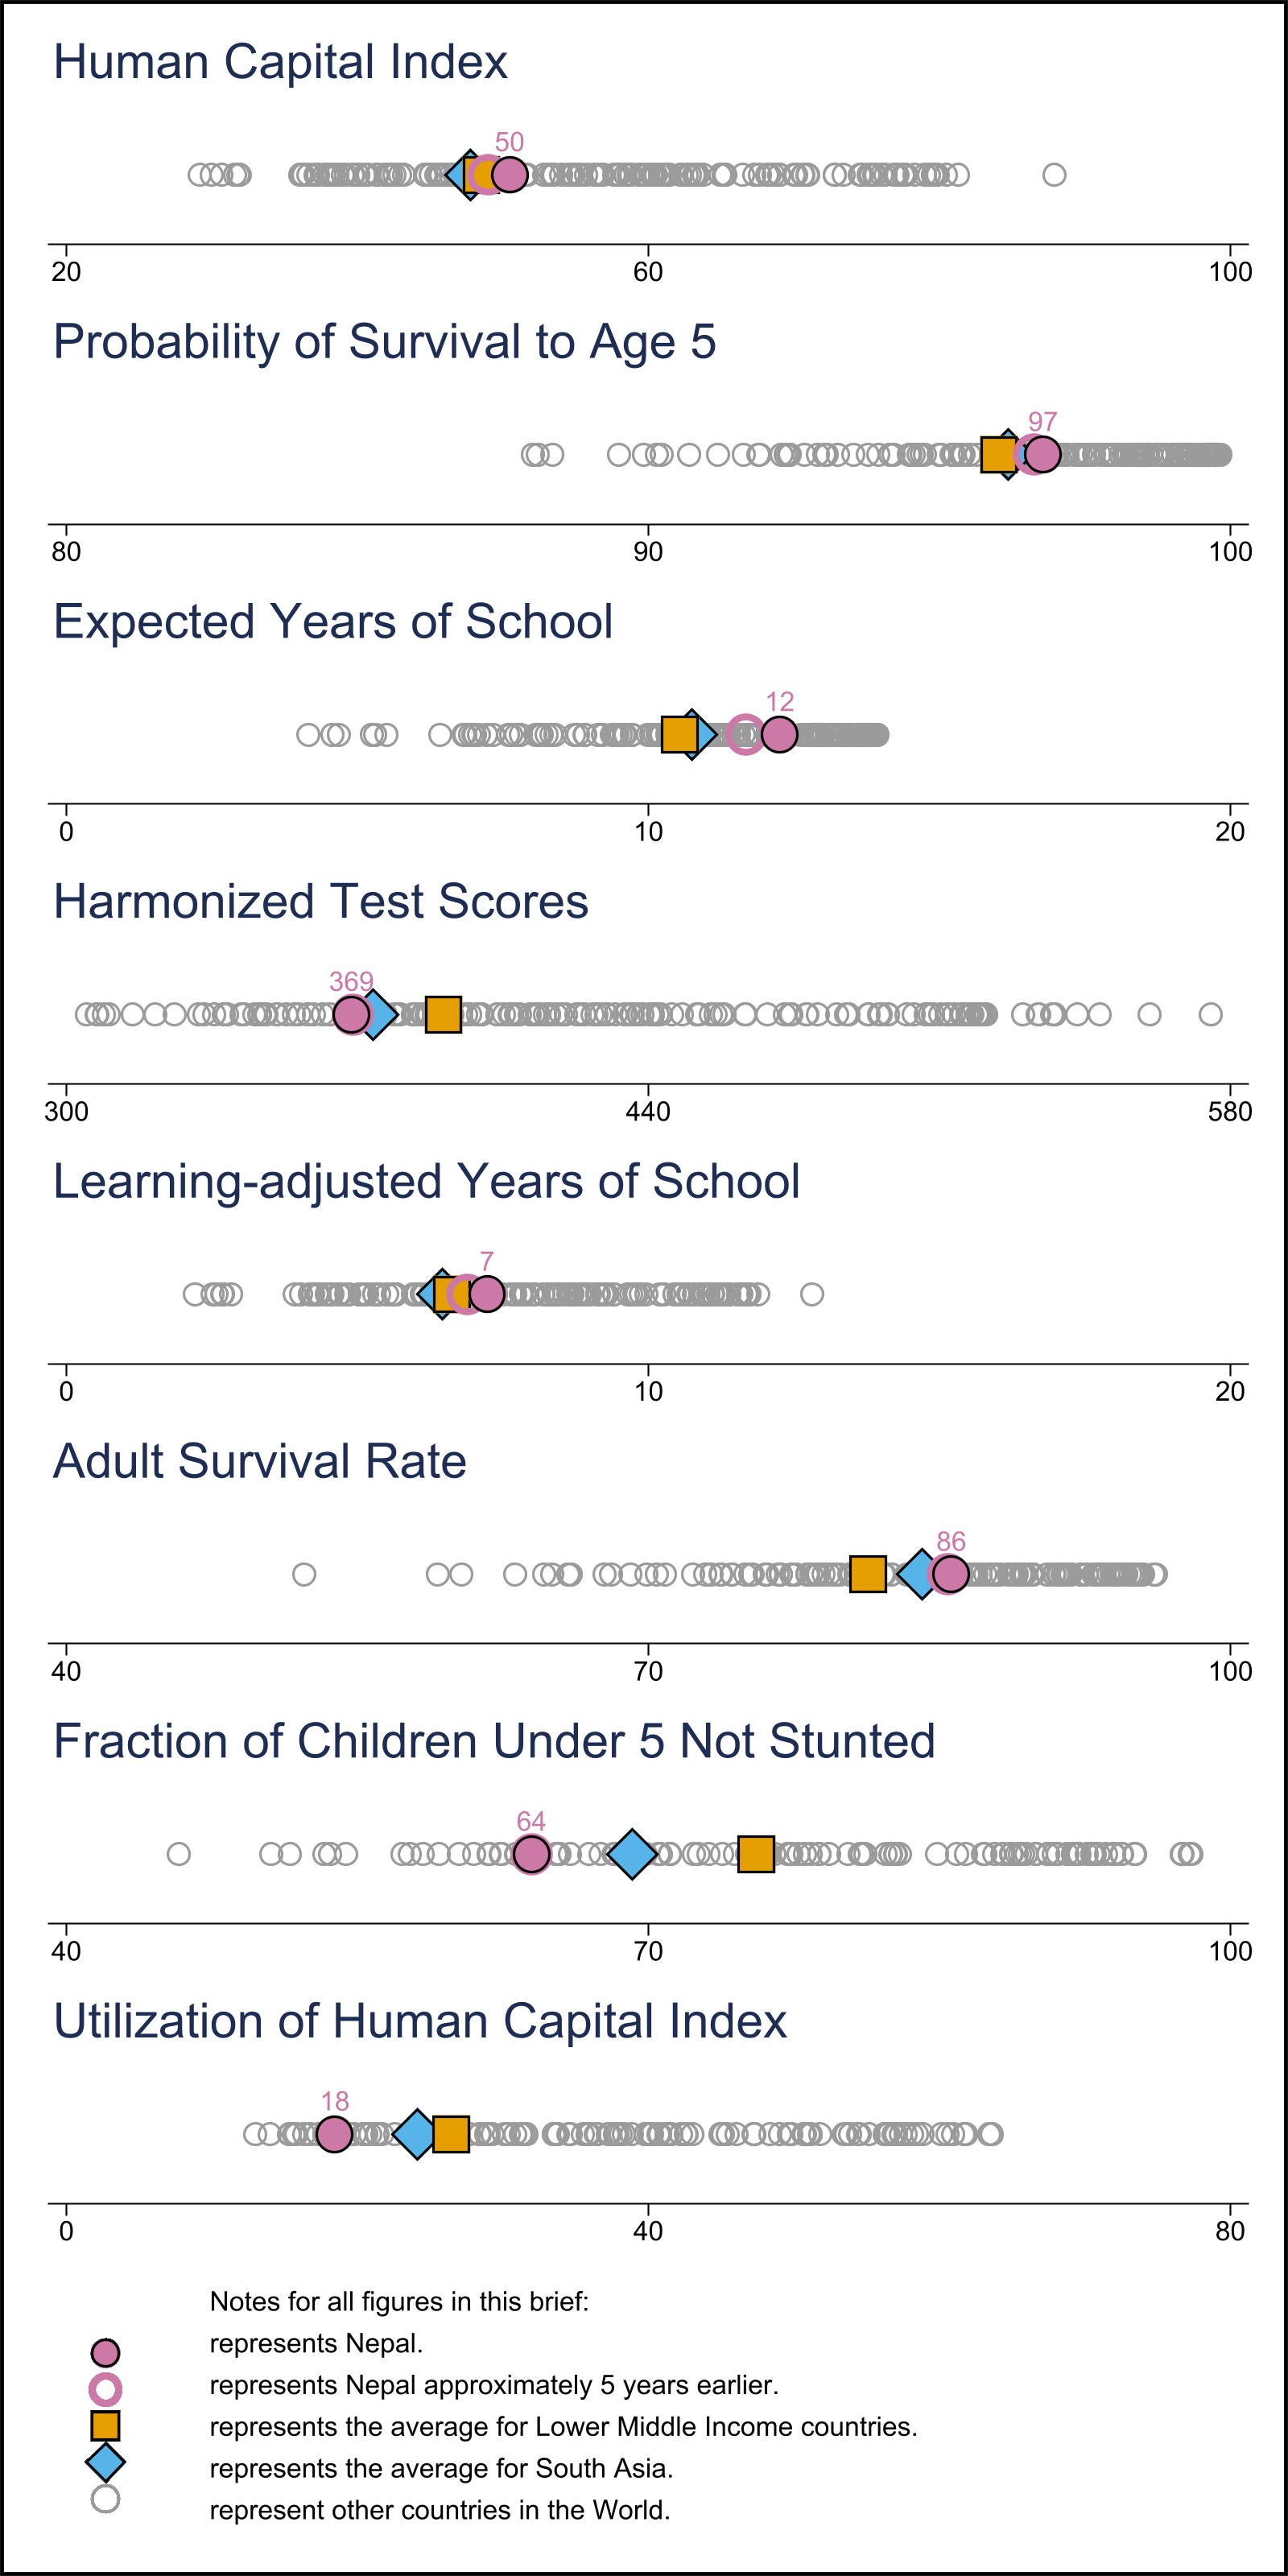 Human Capital Index
50
20 60 100
Probability of Survival to Age 5
97
80 90 100
Expected Years of School
12
0 10 20
Harmonized Test Scores
369
300 440 580
Learning-adjusted Years of School
7
0 10 20
Adult Survival Rate
86
40 70 100
Fraction of Children Under 5 Not Stunted
64
40 70 100
Utilization of Human Capital Index
18
0 40 80
Notes for all figures in this brief:
represents Nepal.
represents Nepal approximately 5 years earlier.
represents the average for Lower Middle Income countries.
represents the average for South Asia.
represent other countries in the World.